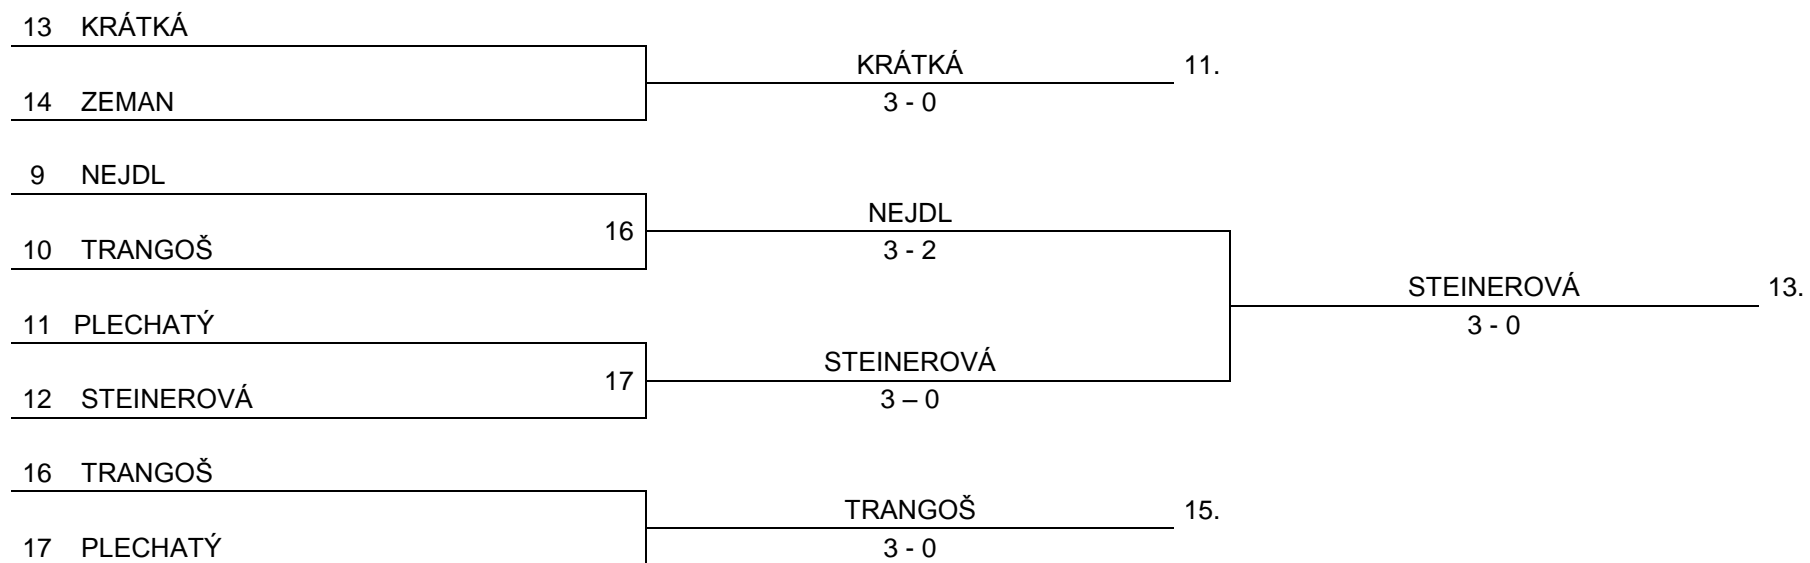 13 KRÁTKÁ
KRÁTKÁ 11.
14 ZEMAN 3 - 0
9 NEJDL
16 NEJDL
10 TRANGOŠ 3 - 2
STEINEROVÁ 13.
11 PLECHATÝ 3 - 0
17 STEINEROVÁ
12 STEINEROVÁ 3 – 0
16 TRANGOŠ
TRANGOŠ 15.
17 PLECHATÝ 3 - 0